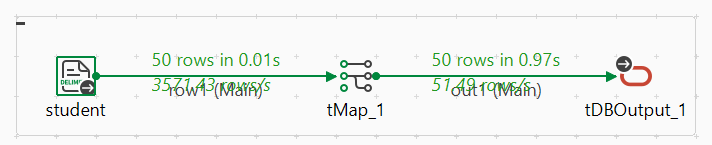 DELIM
50 rows in 0.01s
3571.43 rows/s
row1 (Main)
50 rows in 0.97s
51.49 rows/s
out1 (Main)
student
tMap_1
tDBOutput_1